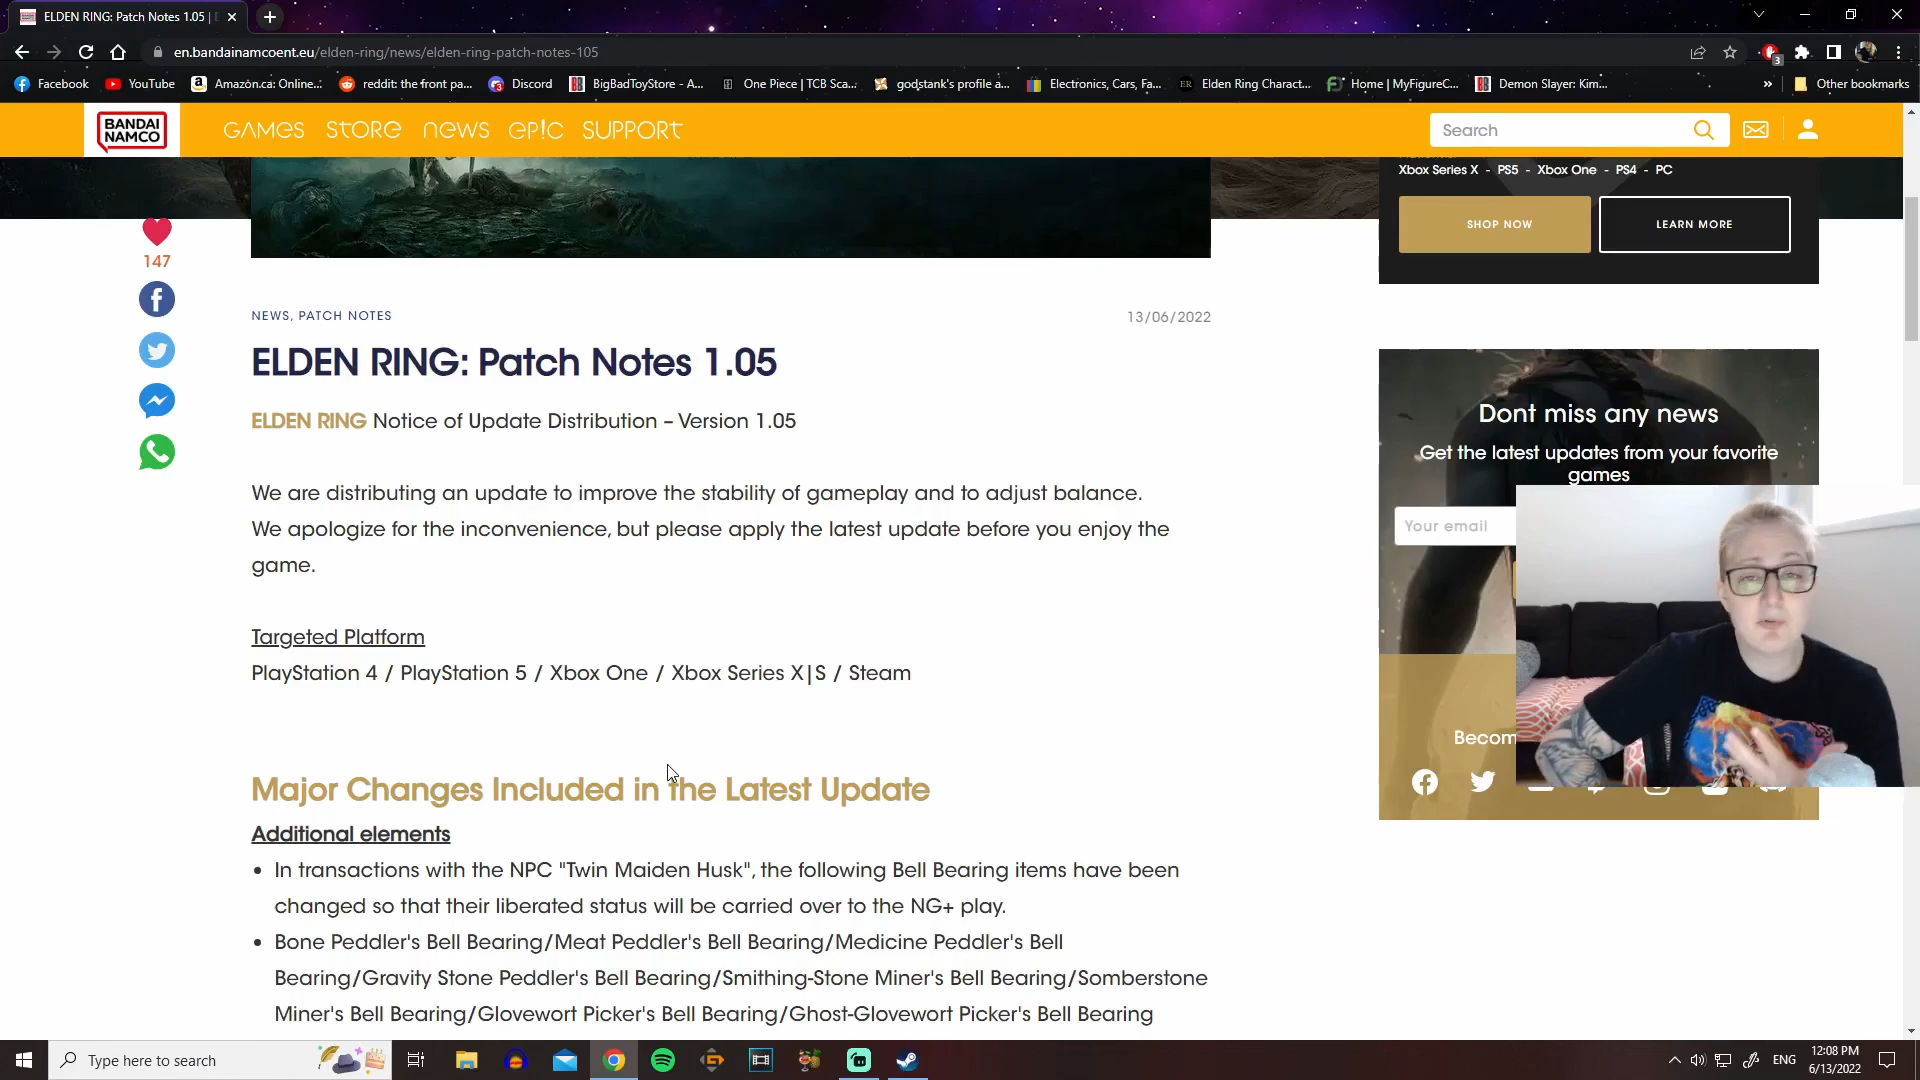 ELDEN RING: Patch Notes 1.05 |
en.bandainamcoent.eu/elden-ring/news/elden-ring-patch-notes-105
3
Facebook
YouTube
Amazon.ca: Online...
reddit: the front pa...
Discord
BigBadToyStore - A...
One Piece | TCB Sca...
godstank's profile a...
Electronics, Cars, Fa...
Elden Ring Charact...
Home | MyFigureC...
Demon Slayer: Kim...
»
Other bookmarks
BANDAI
NAMCO
GAMES STORE NEWS EP!C SUPPORT
Search
Xbox Series X - PS5 - Xbox One - PS4 - PC
SHOP NOW
LEARN MORE
147
NEWS, PATCH NOTES
13/06/2022
ELDEN RING: Patch Notes 1.05
ELDEN RING Notice of Update Distribution – Version 1.05
We are distributing an update to improve the stability of gameplay and to adjust balance.
We apologize for the inconvenience, but please apply the latest update before you enjoy the
game.
Targeted Platform
PlayStation 4 / PlayStation 5 / Xbox One / Xbox Series X|S / Steam
Major Changes Included in the Latest Update
Additional elements
• In transactions with the NPC "Twin Maiden Husk", the following Bell Bearing items have been
changed so that their liberated status will be carried over to the NG+ play.
• Bone Peddler's Bell Bearing/Meat Peddler's Bell Bearing/Medicine Peddler's Bell
Bearing/Gravity Stone Peddler's Bell Bearing/Smithing-Stone Miner's Bell Bearing/Somberstone
Miner's Bell Bearing/Glovewort Picker's Bell Bearing/Ghost-Glovewort Picker's Bell Bearing
Dont miss any news
Get the latest updates from your favorite
games
Your email
Becom
Type here to search
ENG
12:08 PM
6/13/2022